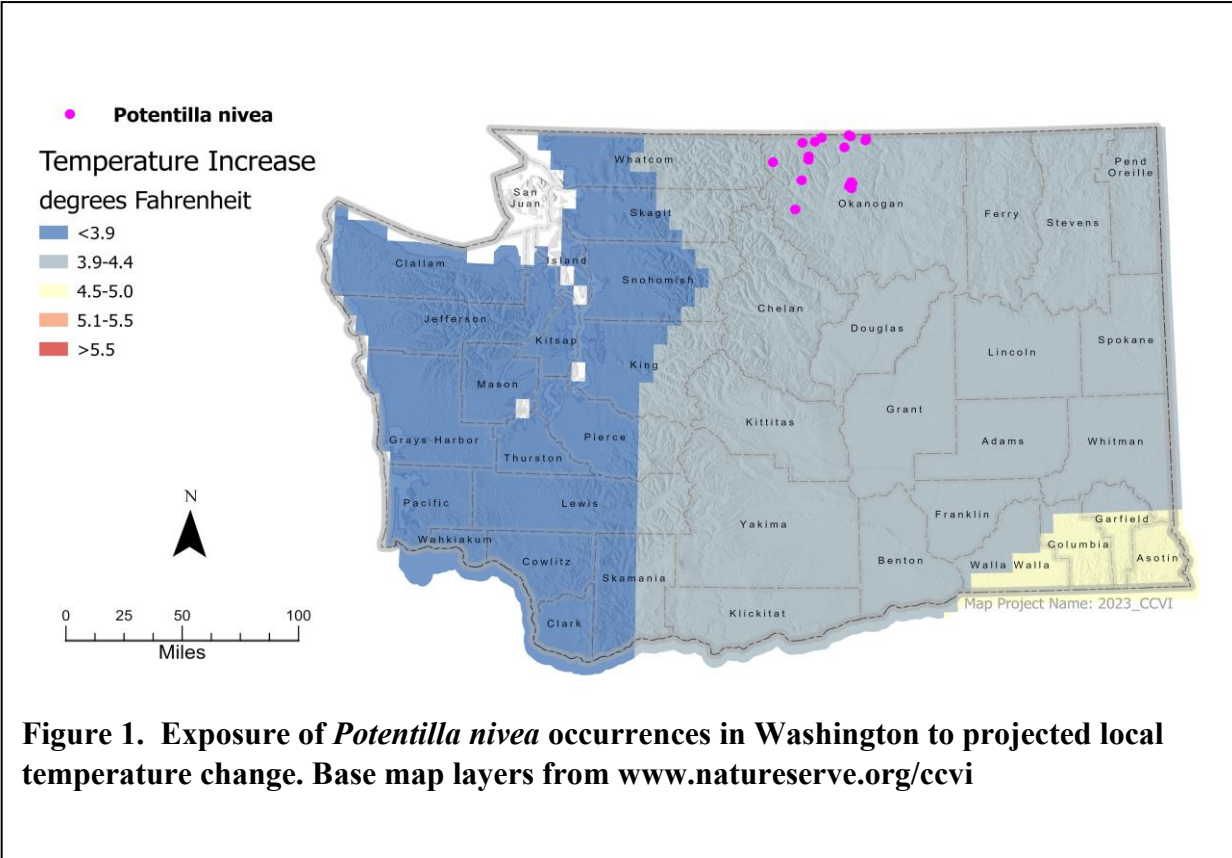 Potentilla nivea
Temperature Increase
degrees Fahrenheit
<3.9
3.9-4.4
4.5-5.0
5.1-5.5
>5.5
Whatcom
Pend
Oreille
San
Juan
Okanogan
Skagit
Ferry
Stevens
Island
Clallam
Snohomish
Chelan
Jefferson
Douglas
Kitsap
Spokane
Lincoln
King
Mason
Grant
Kittitas
Grays Harbor
Pierce
Adams
Whitman
Thurston
N
Pacific
Lewis
Franklin
Garfield
Yakima
Wahkiakum
Columbia
Asotin
Cowlitz
Benton
Walla Walla
Skamania
Map Project Name: 2023_CCVI
Klickitat
Clark
0 25 50 100
Miles
Figure 1. Exposure of Potentilla nivea occurrences in Washington to projected local
temperature change. Base map layers from www.natureserve.org/ccvi